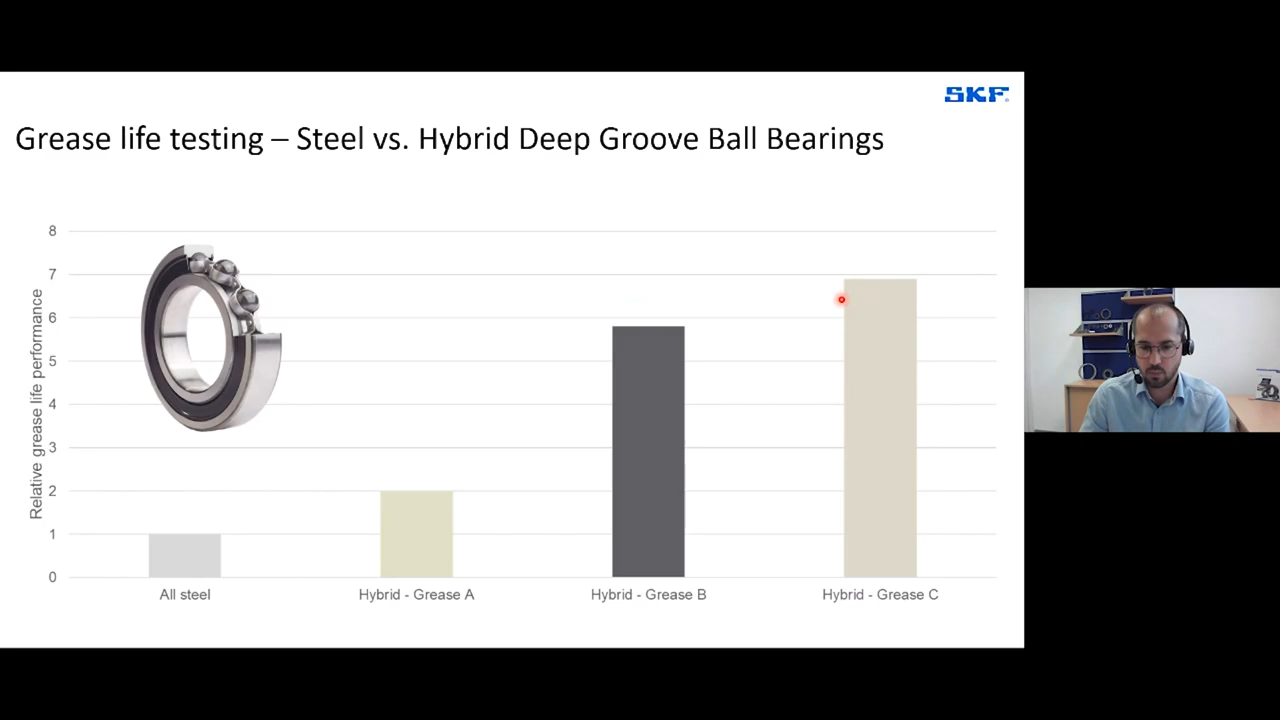 SKF
Grease life testing – Steel vs. Hybrid Deep Groove Ball Bearings
Relative grease life performance
8
7
6
5
4
3
2
1
0
All steel
Hybrid - Grease A
Hybrid - Grease B
Hybrid - Grease C